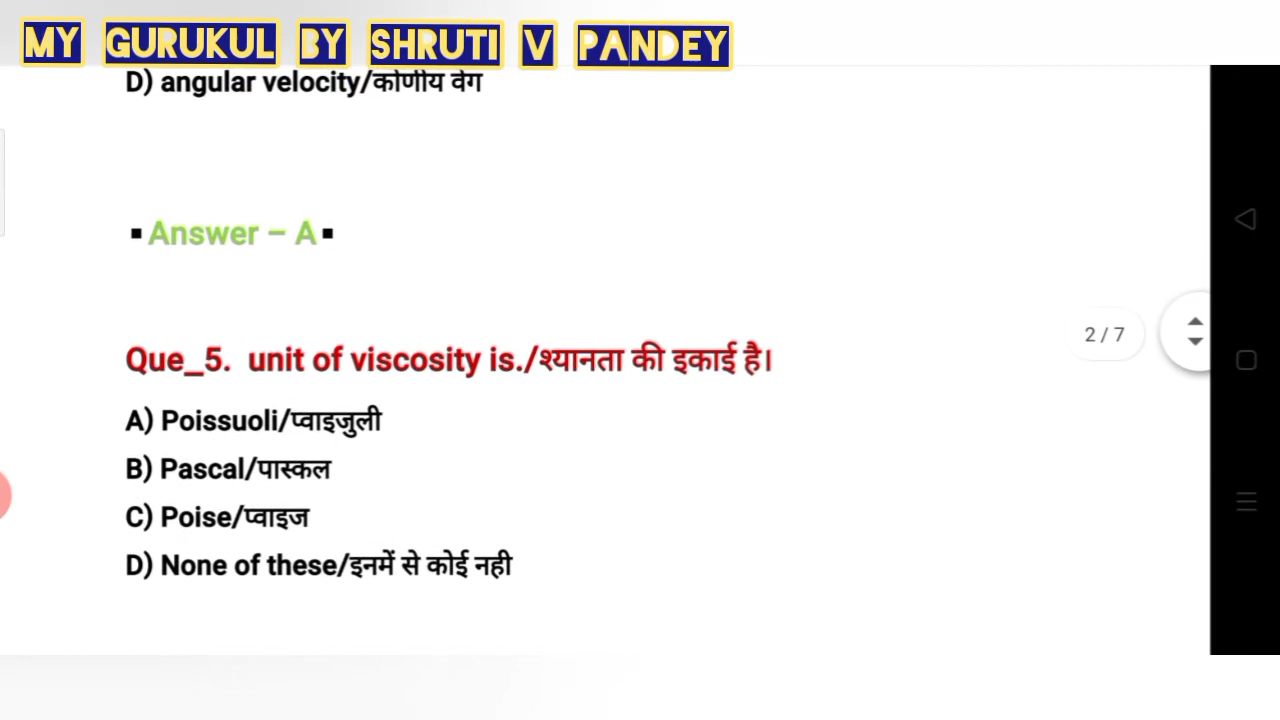 MY GURUKUL BY SHRUTI V PANDEY
D) angular velocity/कोणीय वेग
▪Answer – A▪
Que_5. unit of viscosity is./श्यानता की इकाई है।
A) Poissuoli/प्वाइजुली
2 / 7
B) Pascal/पास्कल
C) Poise/प्वाइज
D) None of these/इनमें से कोई नही